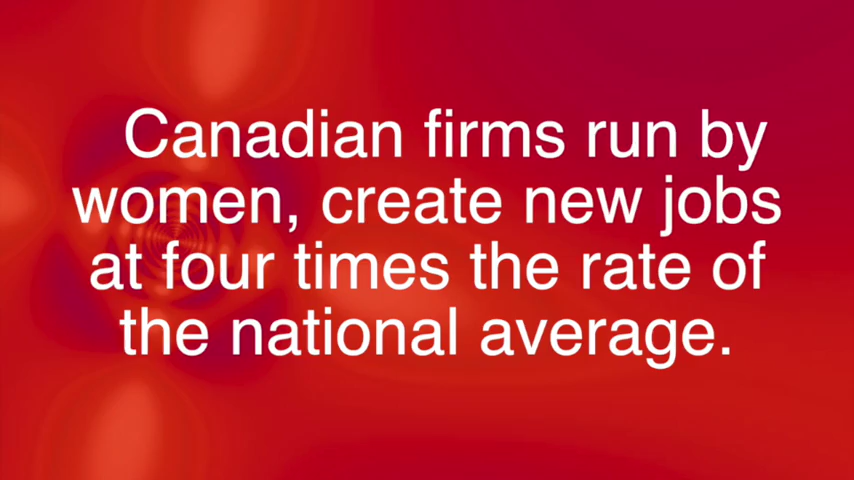 Canadian firms run by
women, create new jobs
at four times the rate of
the national average.